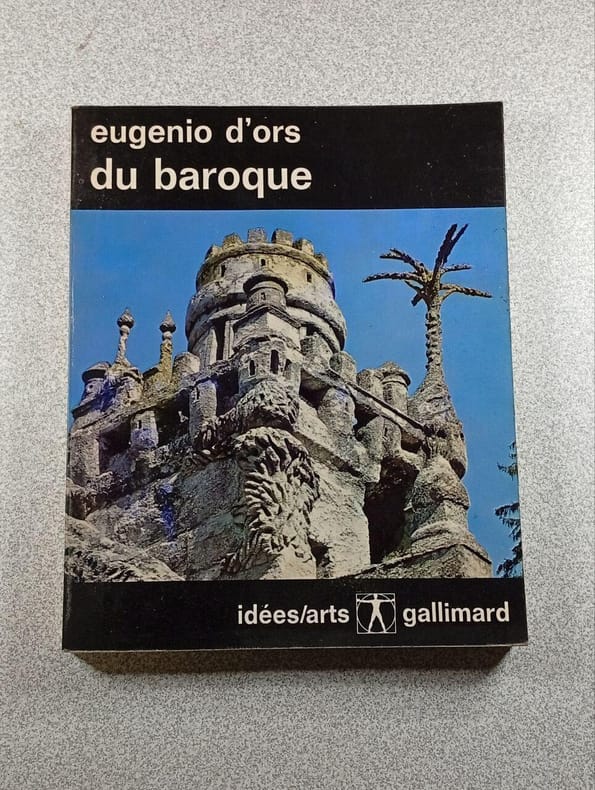 eugenio d'ors
du baroque
idées/arts gallimard